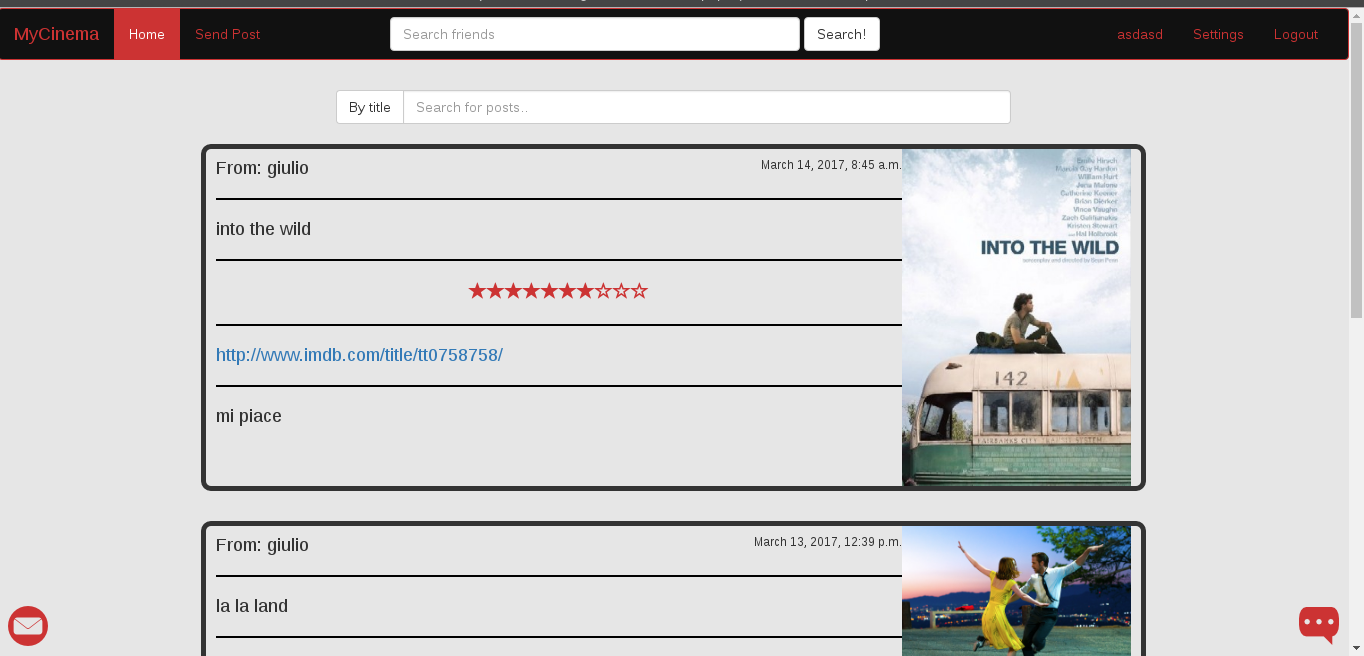 MyCinema Home Send Post Search friends Search! asdasd Settings Logout
By title Search for posts..
From: giulio March 14, 2017, 8:45 a.m.
into the wild
★★★★★★★☆☆☆
http://www.imdb.com/title/tt0758758/
mi piace
Emile Hirsch
Marcia Gay Harden
William Hurt
Jena Malone
Catherine Keener
Brian Dierker
Vince Vaughn
Zach Galifianakis
Kristen Stewart
Hal Holbrook
INTO THE WILD
screenplay and directed by Sean Penn
142
FAIRBANKS CITY TRANSIT SYSTEM
From: giulio March 13, 2017, 12:39 p.m.
la la land